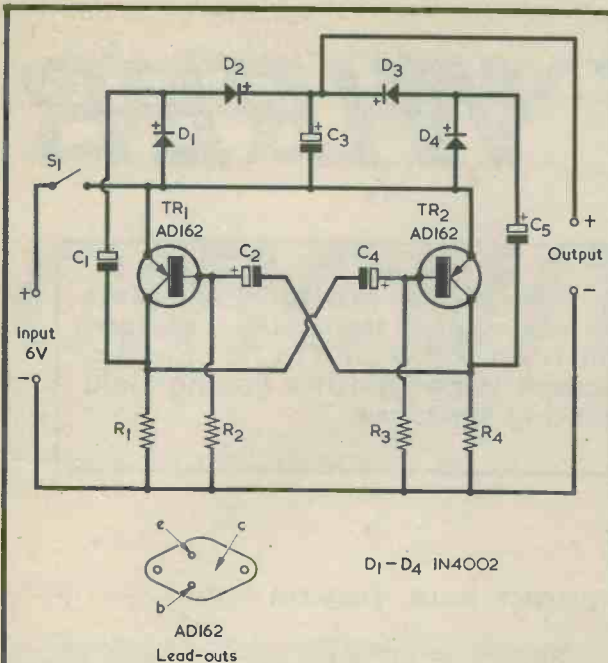 D2
D3
D1
C3
D4
S1
TR1
AD162
TR2
AD162
C1
C2
C4
C5
+
Output
-
+
Input
6V
-
R1
R2
R3
R4
e
c
b
AD162
Lead-outs
D1-D4 IN4002